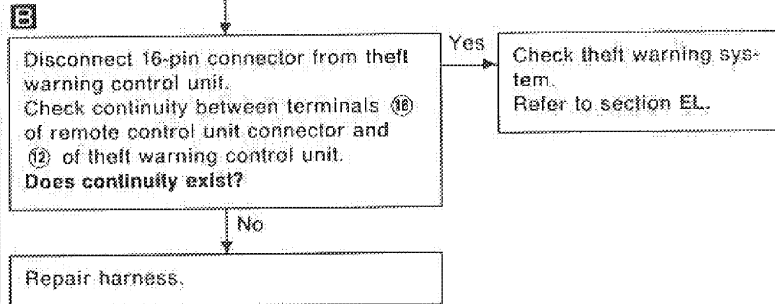 B
Disconnect 16-pin connector from theft
warning control unit.
Check continuity between terminals ⑱
of remote control unit connector and
⑫ of theft warning control unit.
Does continuity exist?
Yes
Check theft warning sys-
tem.
Refer to section EL.
No
Repair harness.